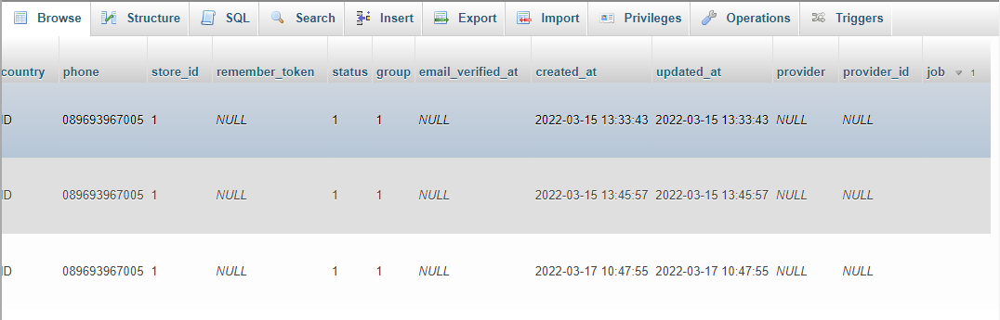 Browse Structure SQL Search Insert Export Import Privileges Operations Triggers
country phone store_id remember_token status group email_verified_at created_at updated_at provider provider_id job 1
ID 089693967005 1 NULL 1 1 NULL 2022-03-15 13:33:43 2022-03-15 13:33:43 NULL NULL
ID 089693967005 1 NULL 1 1 NULL 2022-03-15 13:45:57 2022-03-15 13:45:57 NULL NULL
ID 089693967005 1 NULL 1 1 NULL 2022-03-17 10:47:55 2022-03-17 10:47:55 NULL NULL